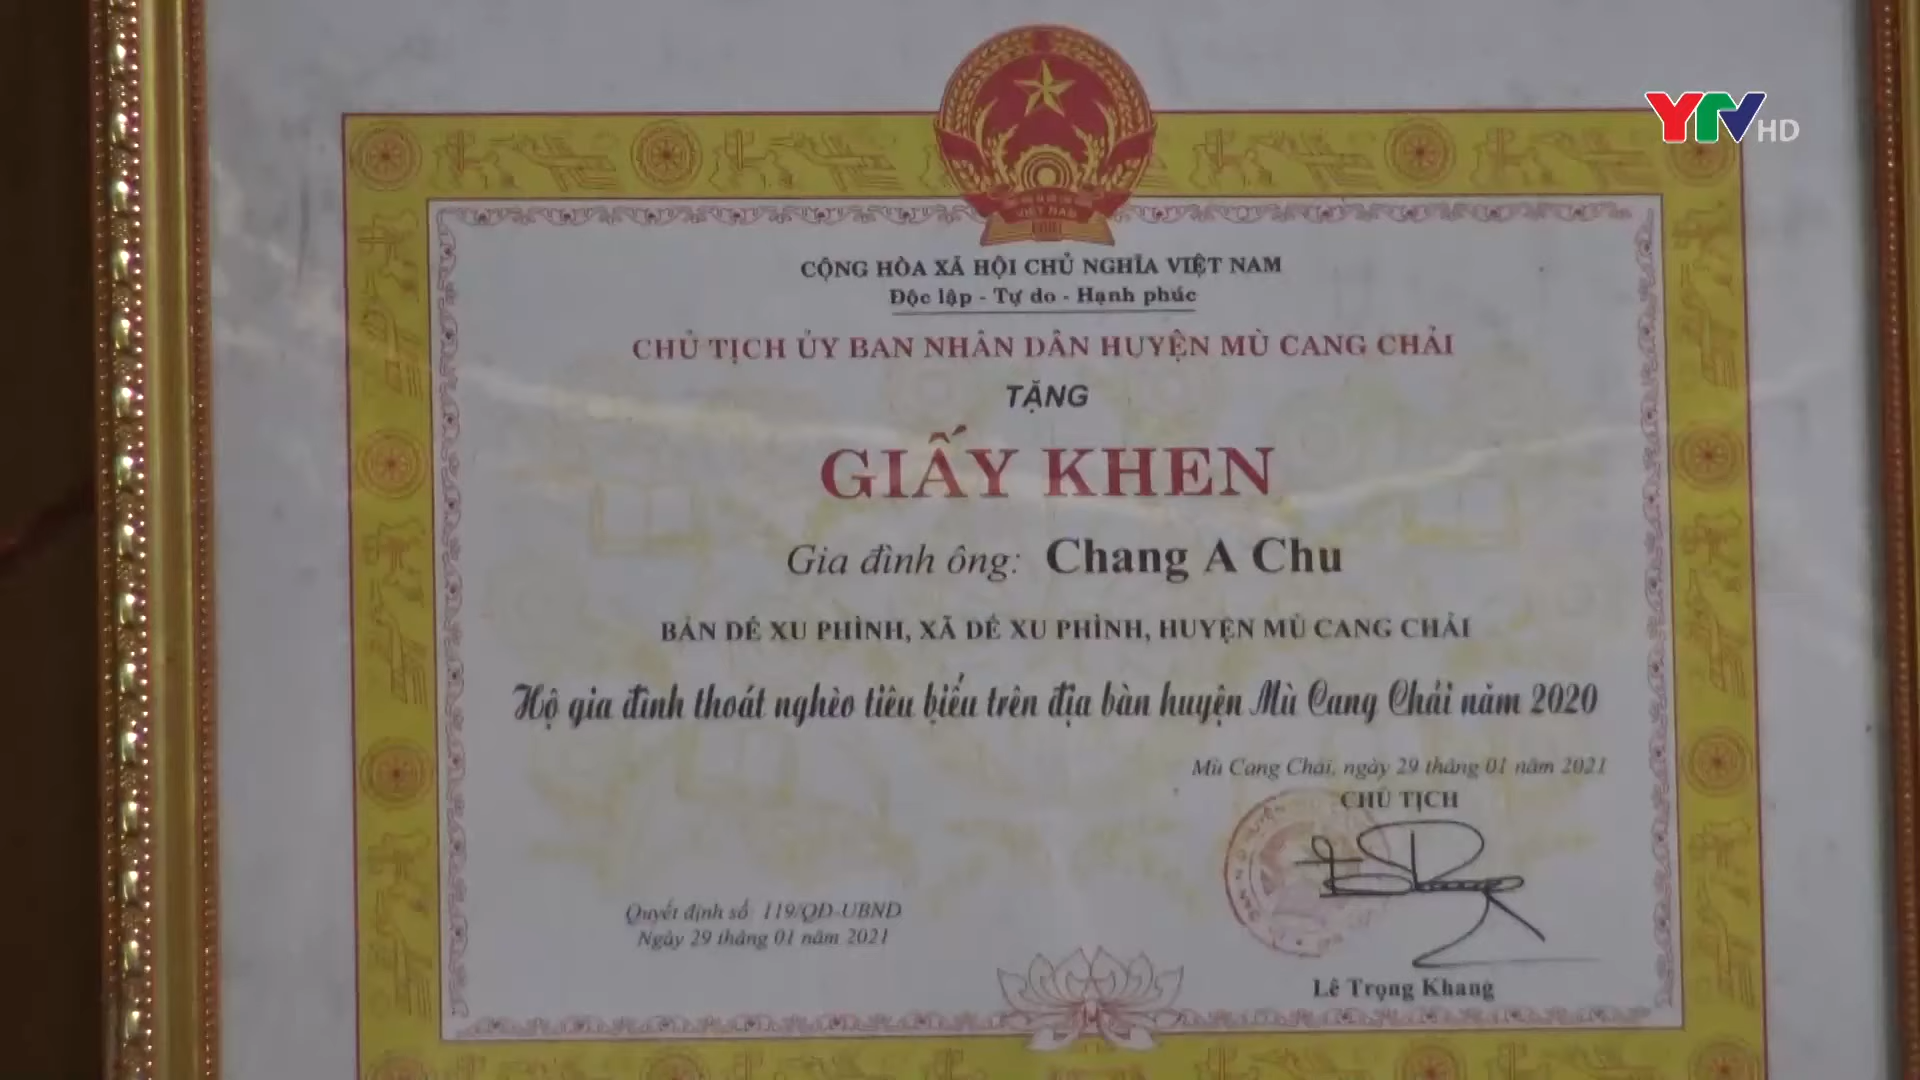 YTV HD
VIỆT NAM
CỘNG HÒA XÃ HỘI CHỦ NGHĨA VIỆT NAM
Độc lập - Tự do - Hạnh phúc
CHỦ TỊCH ỦY BAN NHÂN DÂN HUYỆN MÙ CANG CHẢI
TẶNG
GIẤY KHEN
Gia đình ông: Chang A Chu
BẢN DẾ XU PHÌNH, XÃ DẾ XU PHÌNH, HUYỆN MÙ CANG CHẢI
Hộ gia đình thoát nghèo tiêu biểu trên địa bàn huyện Mù Cang Chải năm 2020
Mù Cang Chải, ngày 29 tháng 01 năm 2021
CHỦ TỊCH
Quyết định số: 119/QĐ-UBND
Ngày 29 tháng 01 năm 2021
Lê Trọng Khang